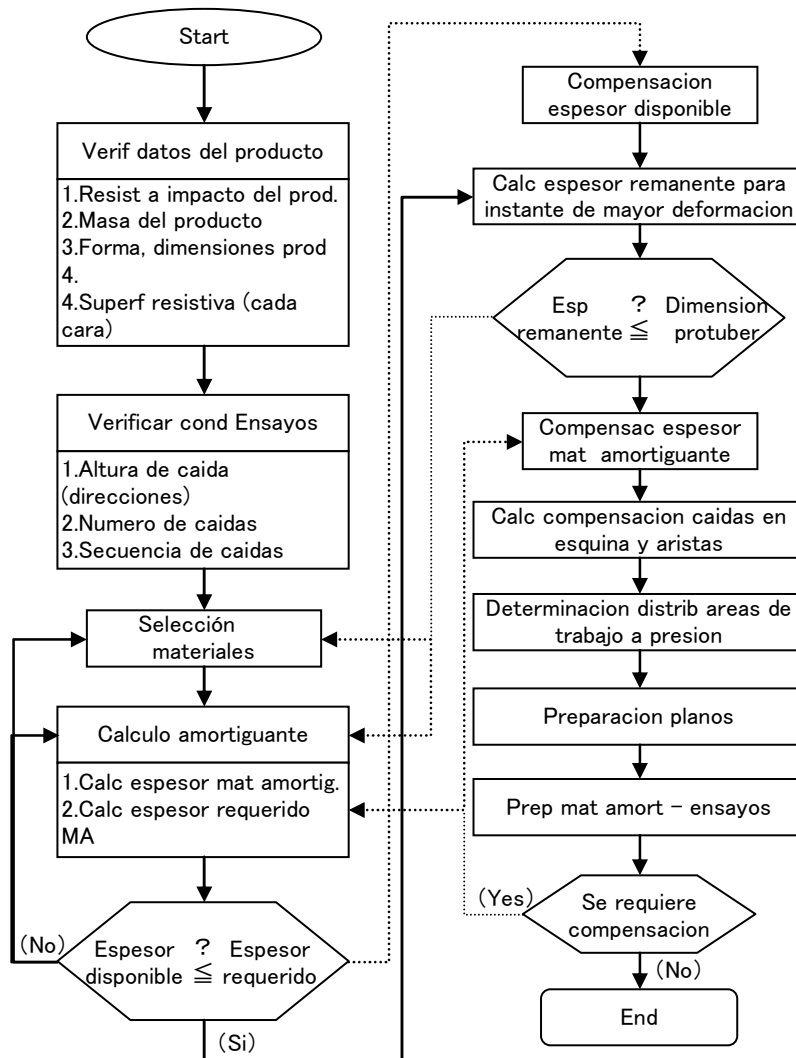 Start
Verif datos del producto
1.Resist a impacto del prod.
2.Masa del producto
3.Forma, dimensiones prod
4.
4.Superf resistiva (cada
cara)
Verificar cond Ensayos
1.Altura de caida
(direcciones)
2.Numero de caidas
3.Secuencia de caidas
Selección
materiales
Calculo amortiguante
1.Calc espesor mat amortig.
2.Calc espesor requerido
MA
(No)
Espesor ? Espesor
disponible ≦ requerido
(Si)
Compensacion
espesor disponible
Calc espesor remanente para
instante de mayor deformacion
Esp ? Dimension
remanente ≦ protuber
Compensac espesor
mat amortiguante
Calc compensacion caidas en
esquina y aristas
Determinacion distrib areas de
trabajo a presion
Preparacion planos
Prep mat amort - ensayos
(Yes)
Se requiere
compensacion
(No)
End